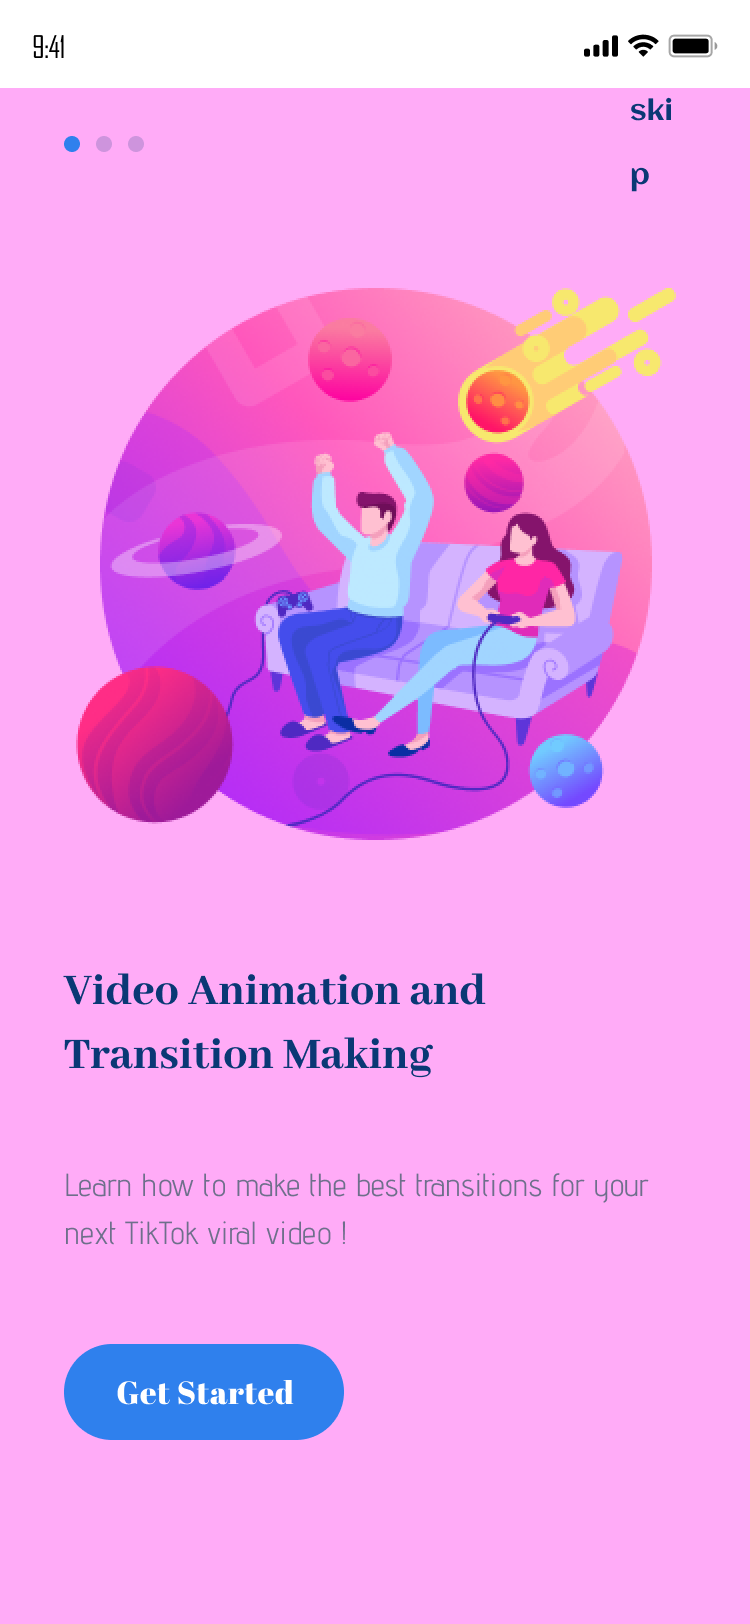 9:41
ski
p
Video Animation and
Transition Making
Learn how to make the best transitions for your
next TikTok viral video !
Get Started